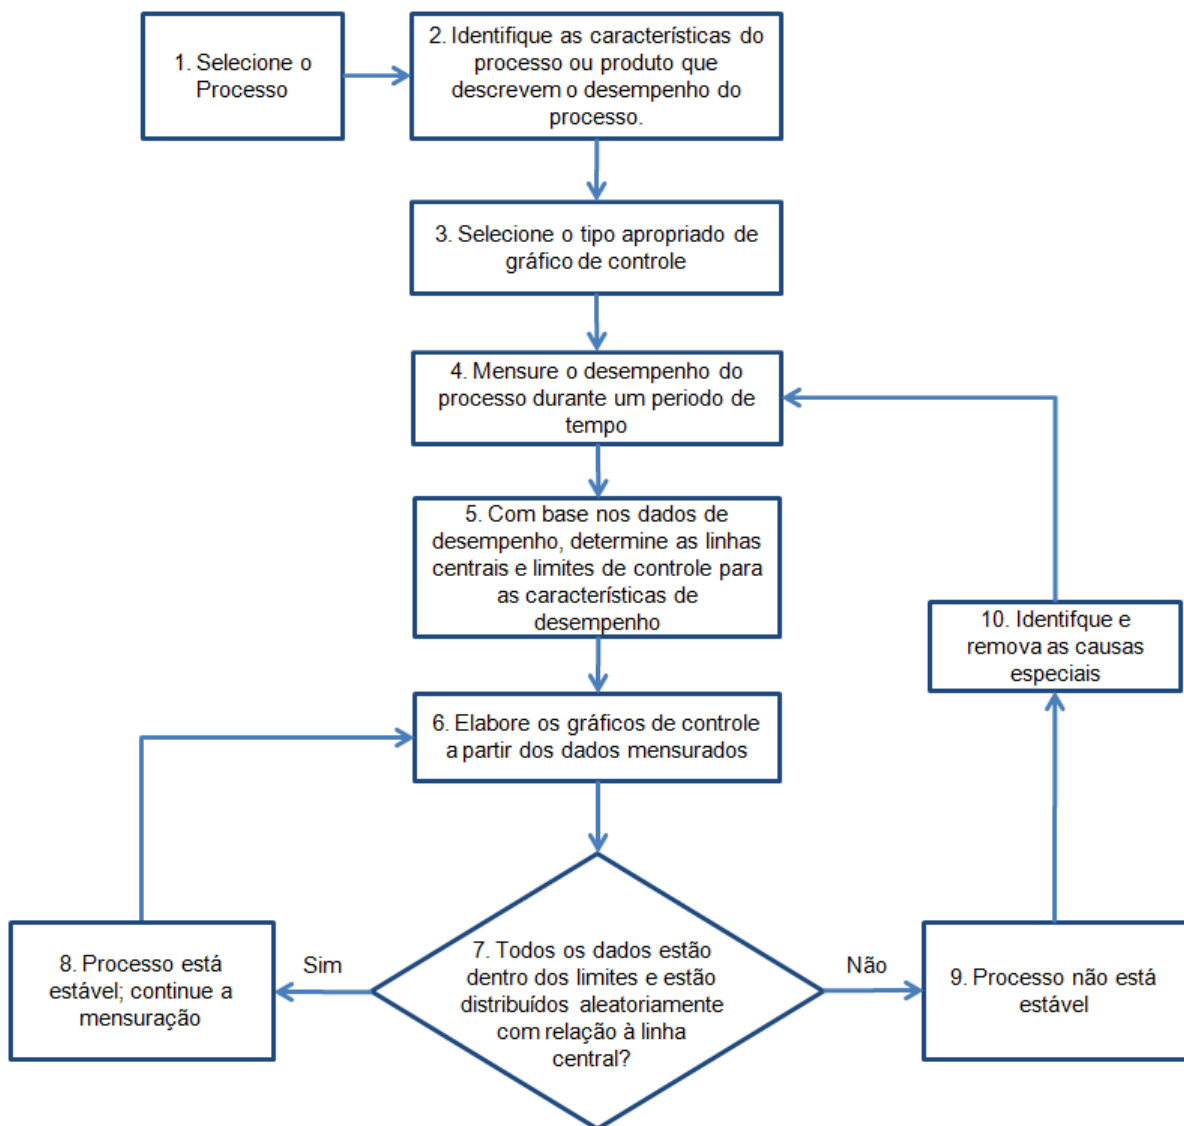 1. Selecione o
Processo
2. Identifique as características do
processo ou produto que
descrevem o desempenho do
processo.
3. Selecione o tipo apropriado de
gráfico de controle
4. Mensure o desempenho do
processo durante um periodo de
tempo
5. Com base nos dados de
desempenho, determine as linhas
centrais e limites de controle para
as características de
desempenho
6. Elabore os gráficos de controle
a partir dos dados mensurados
7. Todos os dados estão
dentro dos limites e estão
distribuídos aleatoriamente
com relação à linha
central?
Sim
8. Processo está
estável; continue a
mensuração
Não
9. Processo não está
estável
10. Identifque e
remova as causas
especiais